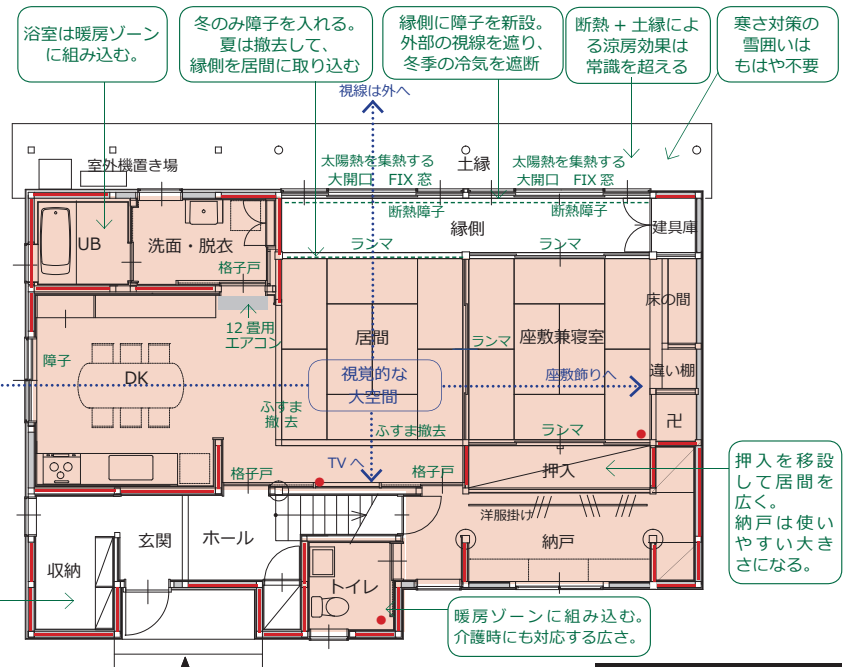 浴室は暖房ゾーン
に組み込む。
冬のみ障子を入れる。
夏は撤去して、
縁側を居間に取り込む
縁側に障子を新設。
外部の視線を遮り、
冬季の冷気を遮断
断熱 + 土縁によ
る涼房効果は
常識を超える
寒さ対策の
雪囲いは
もはや不要
視線は外へ
室外機置き場
太陽熱を集熱する
大開口 FIX 窓
土縁
太陽熱を集熱する
大開口 FIX 窓
断熱障子
断熱障子
UB
洗面・脱衣
縁側
建具庫
ランマ
ランマ
格子戸
床の間
12 畳用
エアコン
居間
ランマ
座敷兼寝室
障子
DK
視覚的な
大空間
座敷飾りへ
違い棚
ふすま
撤 去
ふすま撤去
ランマ
卍
TV へ
格子戸
格子戸
押入
押入を移設
して居間を
広く。
納戸は使い
やすい大き
さになる。
洋服掛け
玄関
ホール
納戸
収納
トイレ
暖房ゾーンに組み込む。
介護時にも対応する広さ。